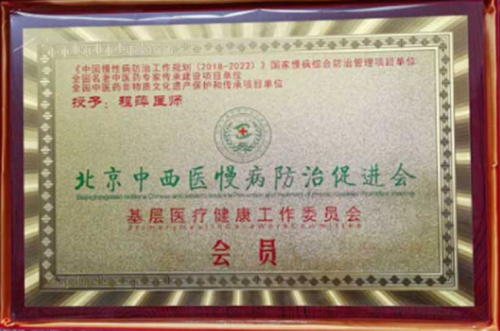 《中国慢性病防治工作规划（2018-2022）》国家慢病综合防治管理项目单位
全国名老中医药专家传承建设项目单位
全国中医药非物质文化遗产保护和传承项目单位
授予：程萍医师
北京中西医慢病防治促进会
基层医疗健康工作委员会
会员